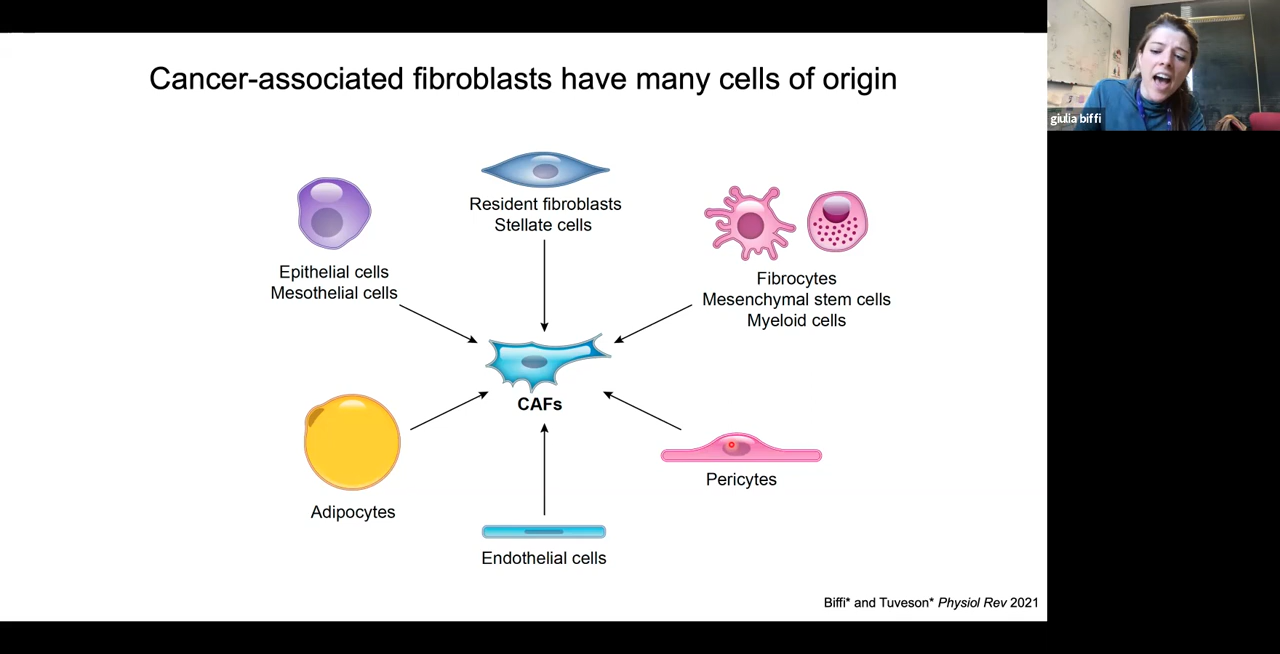 Cancer-associated fibroblasts have many cells of origin
giulia biffi
Resident fibroblasts
Stellate cells
Epithelial cells
Mesothelial cells
Fibrocytes
Mesenchymal stem cells
Myeloid cells
CAFs
Adipocytes
Pericytes
Endothelial cells
Biffi* and Tuveson* Physiol Rev 2021